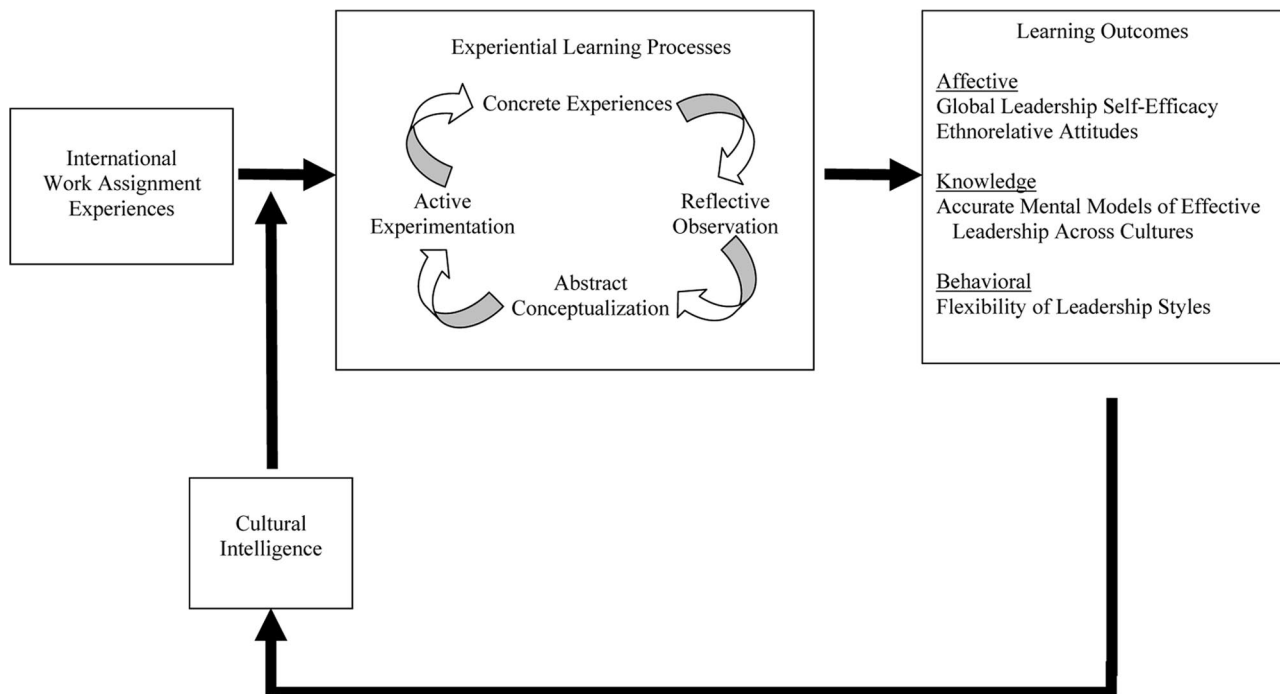 International
Work Assignment
Experiences
Experiential Learning Processes
Concrete Experiences
Reflective
Observation
Abstract
Conceptualization
Active
Experimentation
Learning Outcomes
Affective
Global Leadership Self-Efficacy
Ethnorelative Attitudes
Knowledge
Accurate Mental Models of Effective
Leadership Across Cultures
Behavioral
Flexibility of Leadership Styles
Cultural
Intelligence